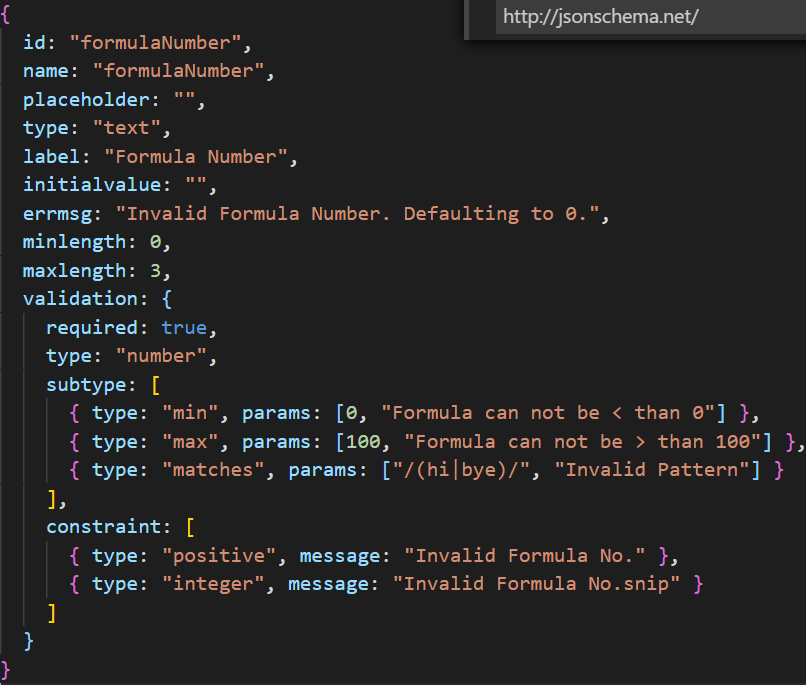 http://jsonschema.net/
{
  id: "formulaNumber",
  name: "formulaNumber",
  placeholder: "",
  type: "text",
  label: "Formula Number",
  initialvalue: "",
  errmsg: "Invalid Formula Number. Defaulting to 0.",
  minlength: 0,
  maxlength: 3,
  validation: {
    required: true,
    type: "number",
    subtype: [
      { type: "min", params: [0, "Formula can not be < than 0"] },
      { type: "max", params: [100, "Formula can not be > than 100"] },
      { type: "matches", params: ["/(hi|bye)/", "Invalid Pattern"] }
    ],
    constraint: [
      { type: "positive", message: "Invalid Formula No." },
      { type: "integer", message: "Invalid Formula No.snip" }
    ]
  }
}